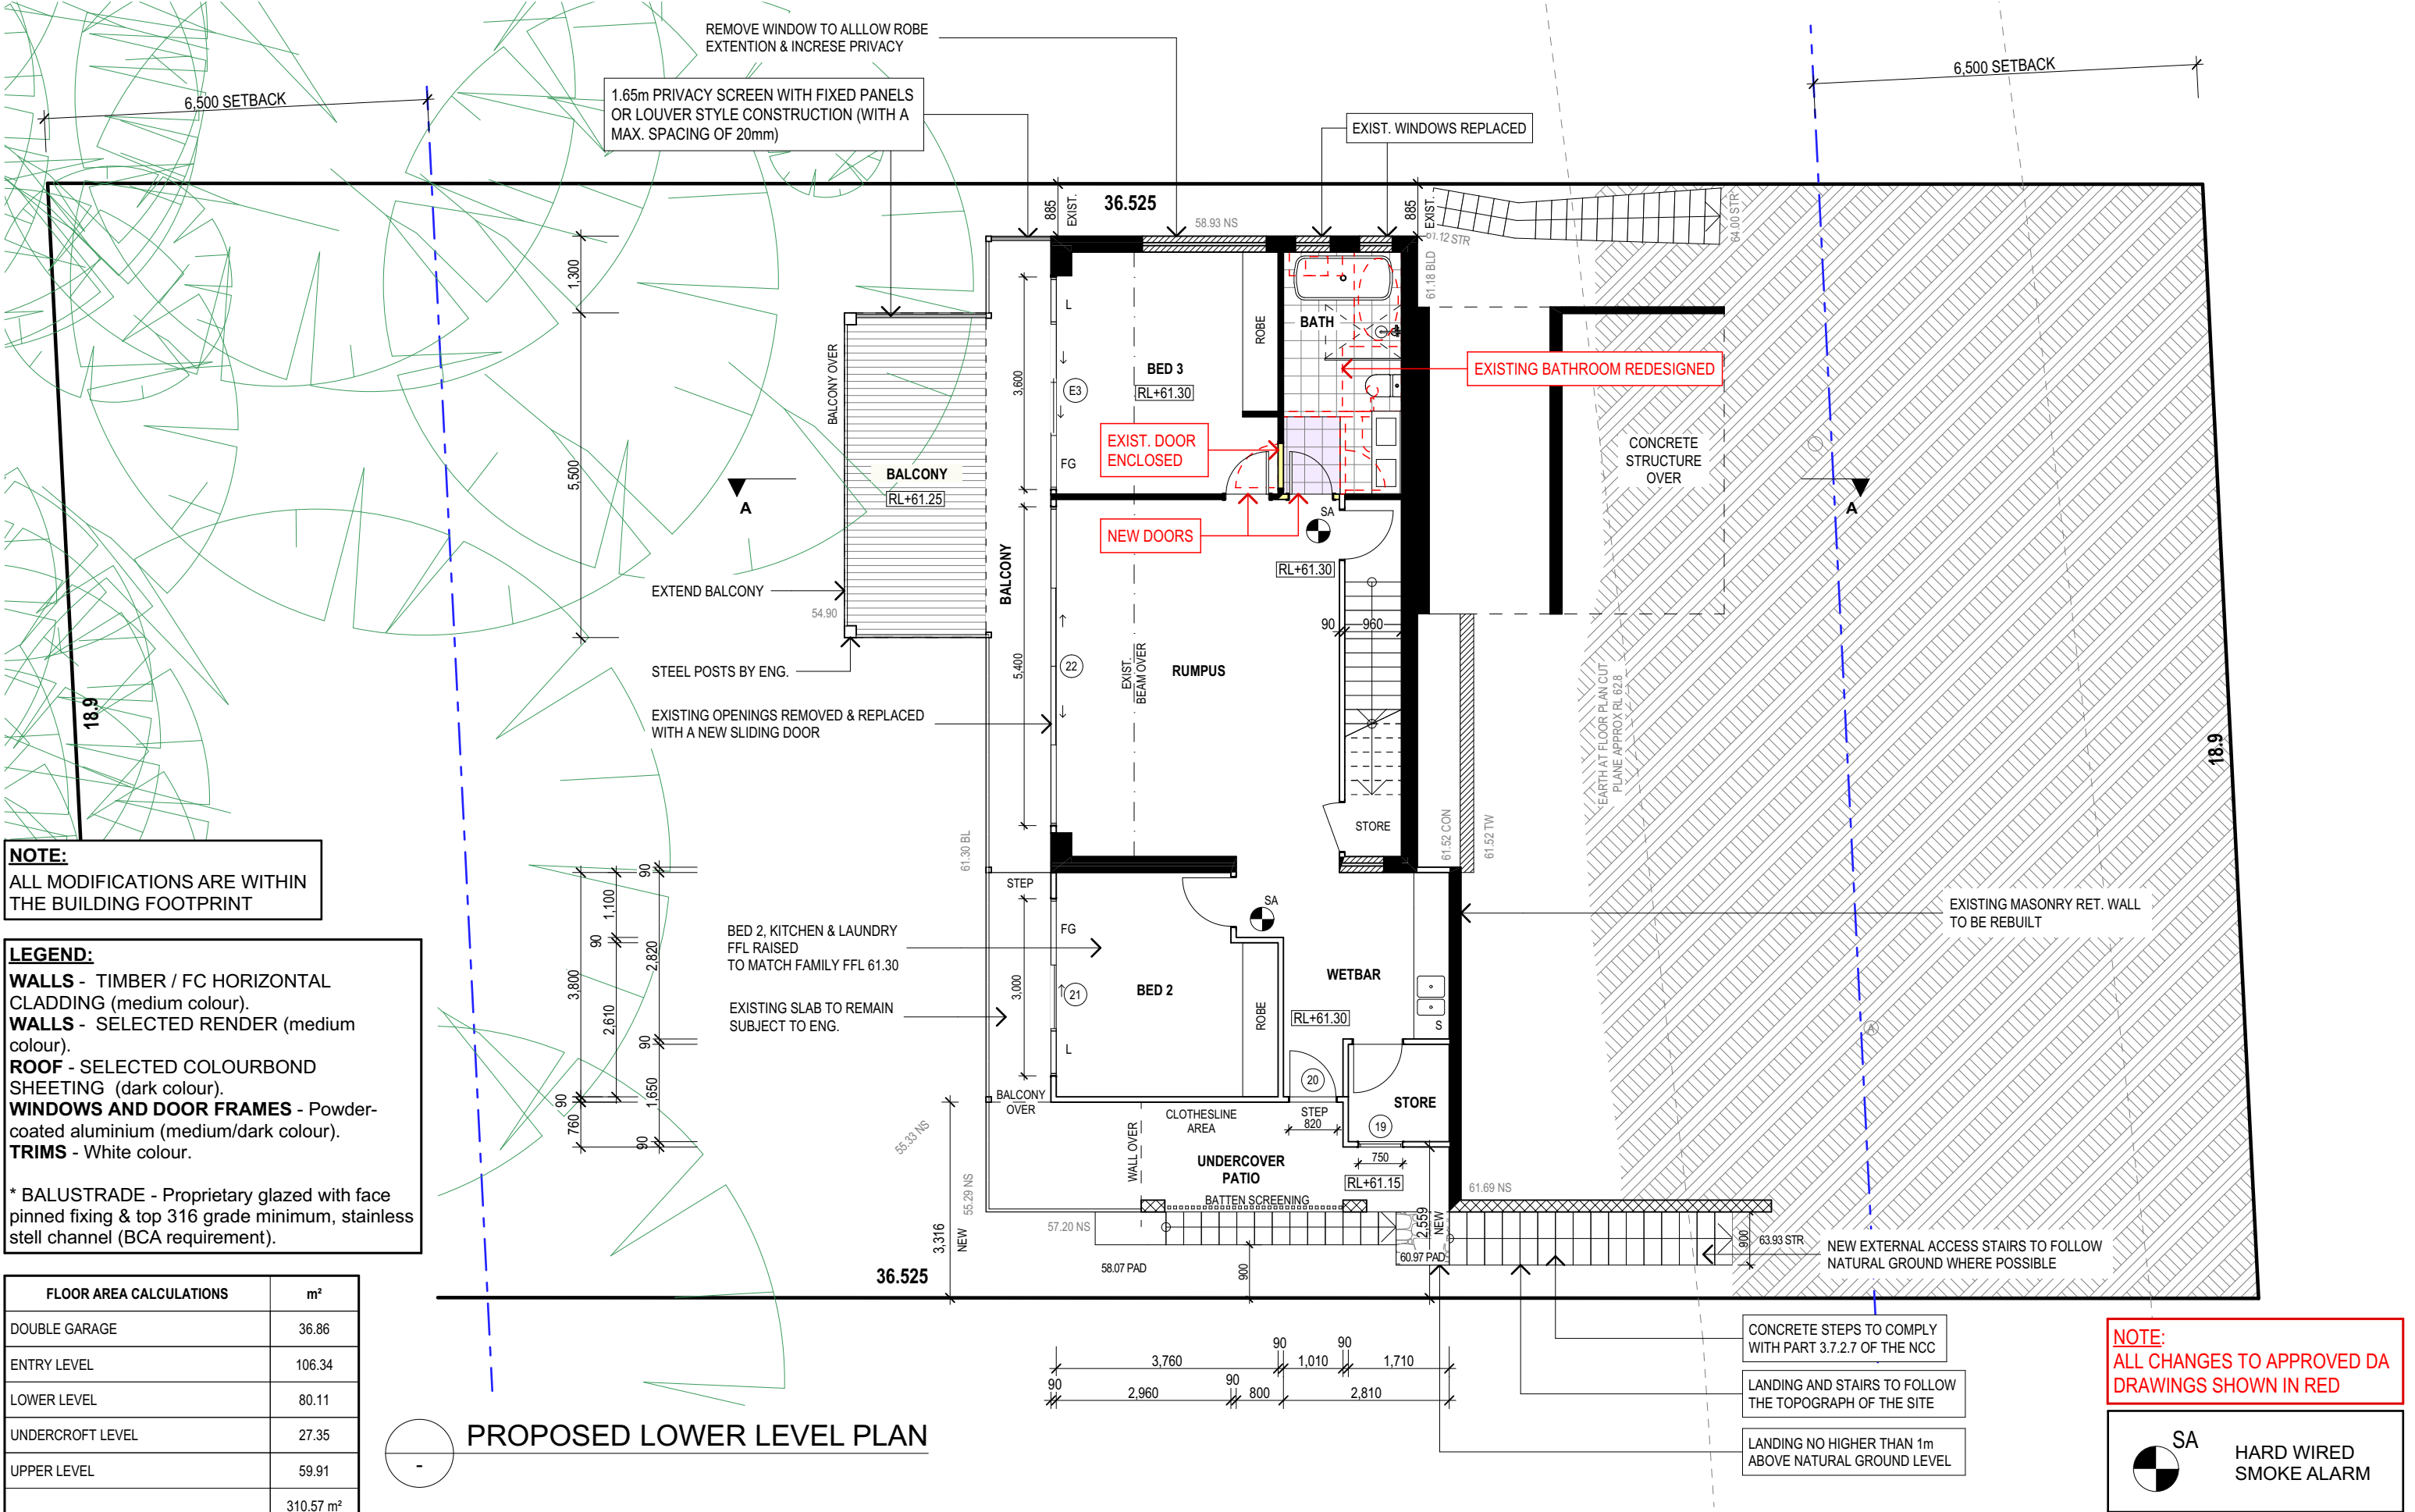 REMOVE WINDOW TO ALLLOW ROBE
EXTENTION & INCRESE PRIVACY
1.65m PRIVACY SCREEN WITH FIXED PANELS
OR LOUVER STYLE CONSTRUCTION (WITH A
MAX. SPACING OF 20mm)
EXIST. WINDOWS REPLACED
6,500 SETBACK
6,500 SETBACK
885
EXIST.
36.525
58.93 NS
885
EXIST.
61.12 STR
64.00 STR
61.18 BLD
1,300
5,500
BALCONY OVER
3,600
L
E3
FG
BED 3
RL+61.30
ROBE
BATH
EXISTING BATHROOM REDESIGNED
EXIST. DOOR
ENCLOSED
NEW DOORS
CONCRETE
STRUCTURE
OVER
BALCONY
RL+61.25
A
A
SA
RL+61.30
BALCONY
EXTEND BALCONY
54.90
90
960
STEEL POSTS BY ENG.
5,400
22
EXIST.
BEAM OVER
RUMPUS
EXISTING OPENINGS REMOVED & REPLACED
WITH A NEW SLIDING DOOR
EARTH AT FLOOR PLAN CUT
PLANE APPROX RL 62.8
18.9
18.9
STORE
61.52 CON
61.52 TW
61.30 BL
NOTE:
ALL MODIFICATIONS ARE WITHIN
THE BUILDING FOOTPRINT
STEP
SA
FG
BED 2, KITCHEN & LAUNDRY
FFL RAISED
TO MATCH FAMILY FFL 61.30
EXISTING SLAB TO REMAIN
SUBJECT TO ENG.
EXISTING MASONRY RET. WALL
TO BE REBUILT
3,800
1,100
90
2,610
90
760
90
2,820
90
1,650
90
3,000
21
L
BED 2
ROBE
WETBAR
RL+61.30
S
A
20
STORE
19
BALCONY
OVER
CLOTHESLINE
AREA
STEP
820
WALL OVER
UNDERCOVER
PATIO
750
RL+61.15
BATTEN SCREENING
55.33 NS
55.29 NS
57.20 NS
61.69 NS
3,316
NEW
2,559
NEW
60.97 PAD
58.07 PAD
900
900
63.93 STR
NEW EXTERNAL ACCESS STAIRS TO FOLLOW
NATURAL GROUND WHERE POSSIBLE
36.525
LEGEND:
WALLS - TIMBER / FC HORIZONTAL
CLADDING (medium colour).
WALLS - SELECTED RENDER (medium
colour).
ROOF - SELECTED COLOURBOND
SHEETING (dark colour).
WINDOWS AND DOOR FRAMES - Powder-
coated aluminium (medium/dark colour).
TRIMS - White colour.
* BALUSTRADE - Proprietary glazed with face
pinned fixing & top 316 grade minimum, stainless
stell channel (BCA requirement).
FLOOR AREA CALCULATIONS m²
DOUBLE GARAGE 36.86
ENTRY LEVEL 106.34
LOWER LEVEL 80.11
UNDERCROFT LEVEL 27.35
UPPER LEVEL 59.91
310.57 m²
3,760
90
1,010
90
1,710
90
2,960
90
800
2,810
CONCRETE STEPS TO COMPLY
WITH PART 3.7.2.7 OF THE NCC
LANDING AND STAIRS TO FOLLOW
THE TOPOGRAPH OF THE SITE
LANDING NO HIGHER THAN 1m
ABOVE NATURAL GROUND LEVEL
NOTE:
ALL CHANGES TO APPROVED DA
DRAWINGS SHOWN IN RED
SA
HARD WIRED
SMOKE ALARM
-
PROPOSED LOWER LEVEL PLAN